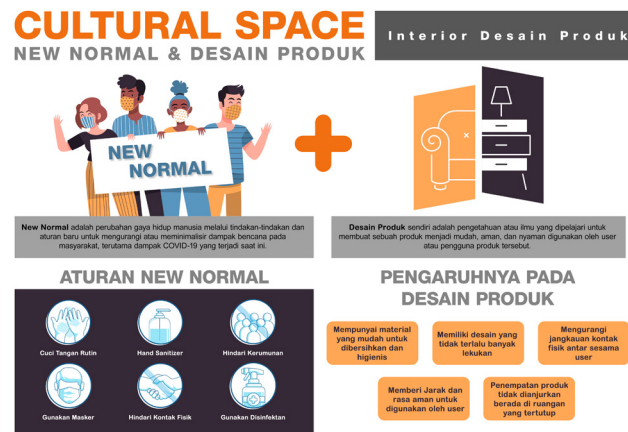 CULTURAL SPACE
NEW NORMAL & DESAIN PRODUK
Interior Desain Produk
NEW
NORMAL
New Normal adalah perubahan gaya hidup manusia melalui tindakan-tindakan dan
aturan baru untuk mengurangi atau meminimalisir dampak bencana pada
masyarakat, terutama dampak COVID-19 yang terjadi saat ini.
Desain Produk sendiri adalah pengetahuan atau ilmu yang dipelajari untuk
membuat sebuah produk menjadi mudah, aman, dan nyaman digunakan oleh user
atau pengguna produk tersebut.
ATURAN NEW NORMAL
Cuci Tangan Rutin
Hand Sanitizer
Hindari Kerumunan
Gunakan Masker
Hindari Kontak Fisik
Gunakan Disinfektan
PENGARUHNYA PADA
DESAIN PRODUK
Mempunyai material
yang mudah untuk
dibersihkan dan
higienis
Memiliki desain yang
tidak terlalu banyak
lekukan
Mengurangi
jangkauan kontak
fisik antar sesama
user
Memberi Jarak dan
rasa aman untuk
digunakan oleh user
Penempatan produk
tidak dianjurkan
berada di ruangan
yang tertutup